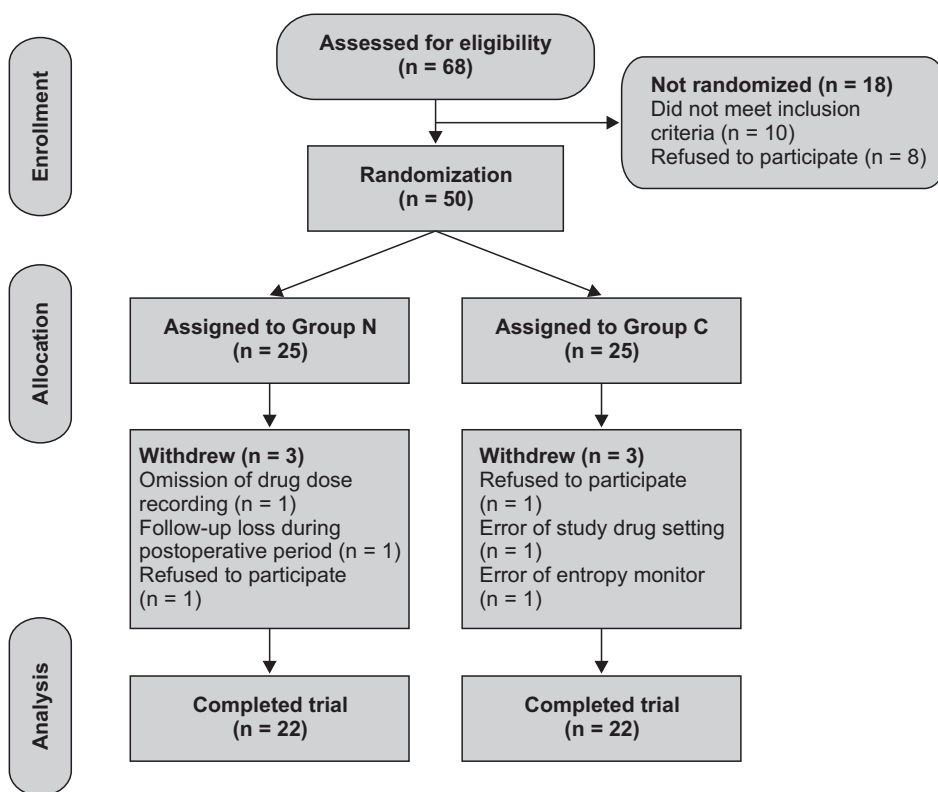 Enrollment
Assessed for eligibility
(n = 68)
Not randomized (n = 18)
Did not meet inclusion
criteria (n = 10)
Refused to participate (n = 8)
Randomization
(n = 50)
Allocation
Assigned to Group N
(n = 25)
Assigned to Group C
(n = 25)
Withdrew (n = 3)
Omission of drug dose
recording (n = 1)
Follow-up loss during
postoperative period (n = 1)
Refused to participate
(n = 1)
Withdrew (n = 3)
Refused to participate
(n = 1)
Error of study drug setting
(n = 1)
Error of entropy monitor
(n = 1)
Analysis
Completed trial
(n = 22)
Completed trial
(n = 22)